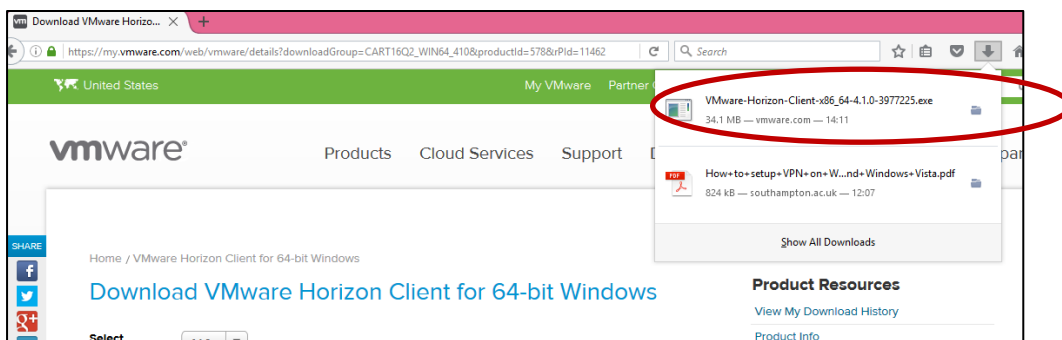 vm Download VMware Horizo... × +
https://my.vmware.com/web/vmware/details?downloadGroup=CART16Q2_WIN64_410&productId=578&rPId=11462
Search
United States My VMware Partner
VMware-Horizon-Client-x86_64-4.1.0-3977225.exe
34.1 MB — vmware.com — 14:11
vmware® Products Cloud Services Support
PDF How+to+setup+VPN+on+W...nd+Windows+Vista.pdf
824 kB — southampton.ac.uk — 12:07
Show All Downloads
SHARE
Home / VMware Horizon Client for 64-bit Windows
Download VMware Horizon Client for 64-bit Windows
Product Resources
View My Download History
Product Info
Select